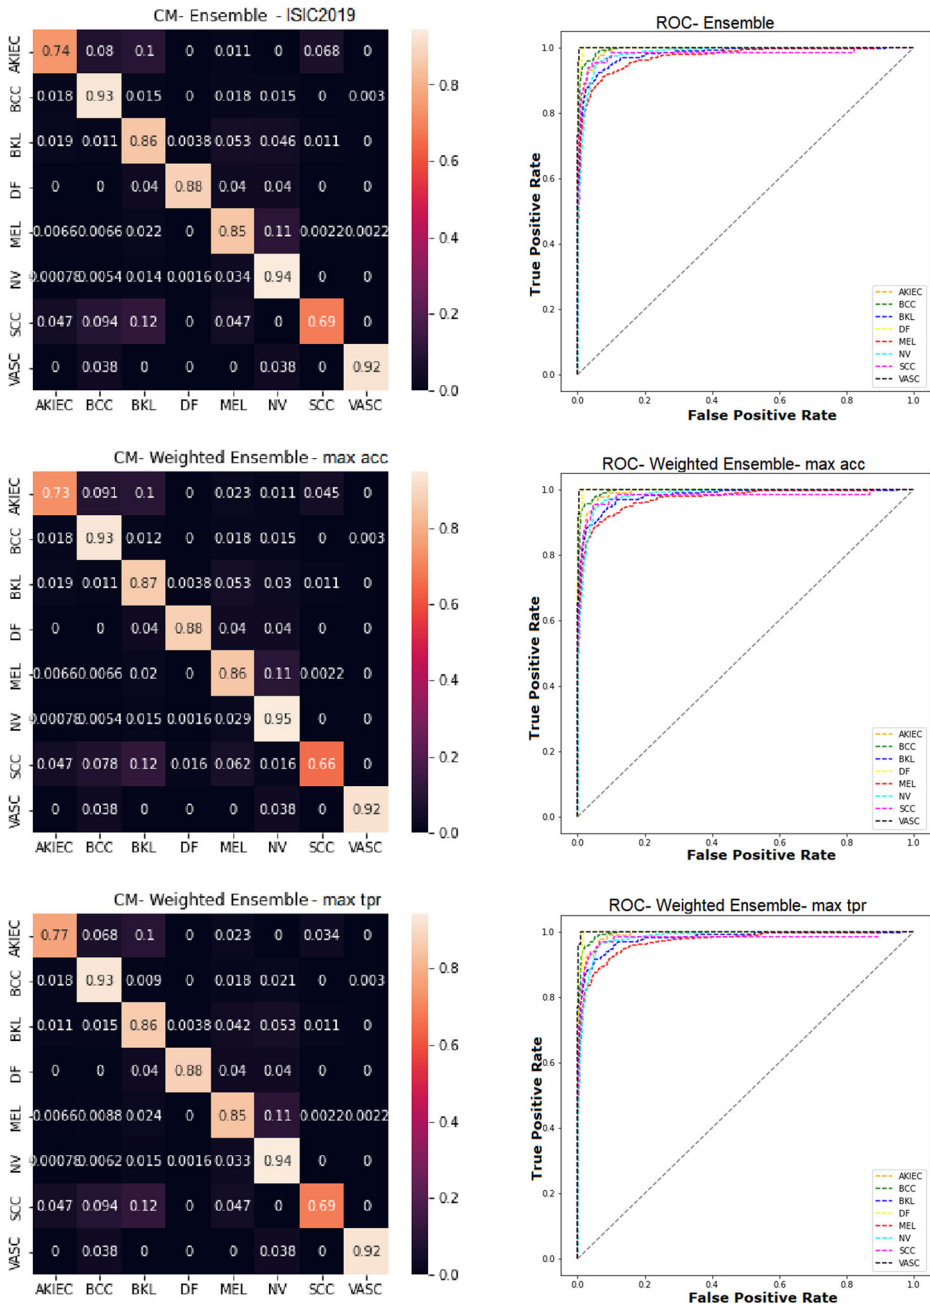 CM- Ensemble - ISIC2019
AKIEC 0.74 0.08 0.1 0 0.011 0 0.068 0
BCC 0.018 0.93 0.015 0 0.018 0.015 0 0.003
BKL 0.019 0.011 0.86 0.0038 0.053 0.046 0.011 0
DF 0 0 0.04 0.88 0.04 0.04 0 0
MEL 0.0066 0.0066 0.022 0 0.85 0.11 0.0022 0.0022
NV 0.00078 0.0054 0.014 0.0016 0.034 0.94 0 0
SCC 0.047 0.094 0.12 0 0.047 0 0.69 0
VASC 0 0.038 0 0 0 0.038 0 0.92
AKIEC BCC BKL DF MEL NV SCC VASC
0.8
0.6
0.4
0.2
0.0
ROC- Ensemble
True Positive Rate
1.0
0.8
0.6
0.4
0.2
0.0
AKIEC
BCC
BKL
DF
MEL
NV
SCC
VASC
0.0 0.2 0.4 0.6 0.8 1.0
False Positive Rate
CM- Weighted Ensemble - max acc
AKIEC 0.73 0.091 0.1 0 0.023 0.011 0.045 0
BCC 0.018 0.93 0.012 0 0.018 0.015 0 0.003
BKL 0.019 0.011 0.87 0.0038 0.053 0.03 0.011 0
DF 0 0 0.04 0.88 0.04 0.04 0 0
MEL 0.0066 0.0066 0.02 0 0.86 0.11 0.0022 0
NV 0.00078 0.0054 0.015 0.0016 0.029 0.95 0 0
SCC 0.047 0.078 0.12 0.016 0.062 0.016 0.66 0
VASC 0 0.038 0 0 0 0.038 0 0.92
AKIEC BCC BKL DF MEL NV SCC VASC
0.8
0.6
0.4
0.2
0.0
ROC- Weighted Ensemble- max acc
True Positive Rate
1.0
0.8
0.6
0.4
0.2
0.0
AKIEC
BCC
BKL
DF
MEL
NV
SCC
VASC
0.0 0.2 0.4 0.6 0.8 1.0
False Positive Rate
CM- Weighted Ensemble - max tpr
AKIEC 0.77 0.068 0.1 0 0.023 0 0.034 0
BCC 0.018 0.93 0.009 0 0.018 0.021 0 0.003
BKL 0.011 0.015 0.86 0.0038 0.042 0.053 0.011 0
DF 0 0 0.04 0.88 0.04 0.04 0 0
MEL 0.0066 0.0088 0.024 0 0.85 0.11 0.0022 0.0022
NV 0.00078 0.0062 0.015 0.0016 0.033 0.94 0 0
SCC 0.047 0.094 0.12 0 0.047 0 0.69 0
VASC 0 0.038 0 0 0 0.038 0 0.92
AKIEC BCC BKL DF MEL NV SCC VASC
0.8
0.6
0.4
0.2
0.0
ROC- Weighted Ensemble- max tpr
True Positive Rate
1.0
0.8
0.6
0.4
0.2
0.0
AKIEC
BCC
BKL
DF
MEL
NV
SCC
VASC
0.0 0.2 0.4 0.6 0.8 1.0
False Positive Rate